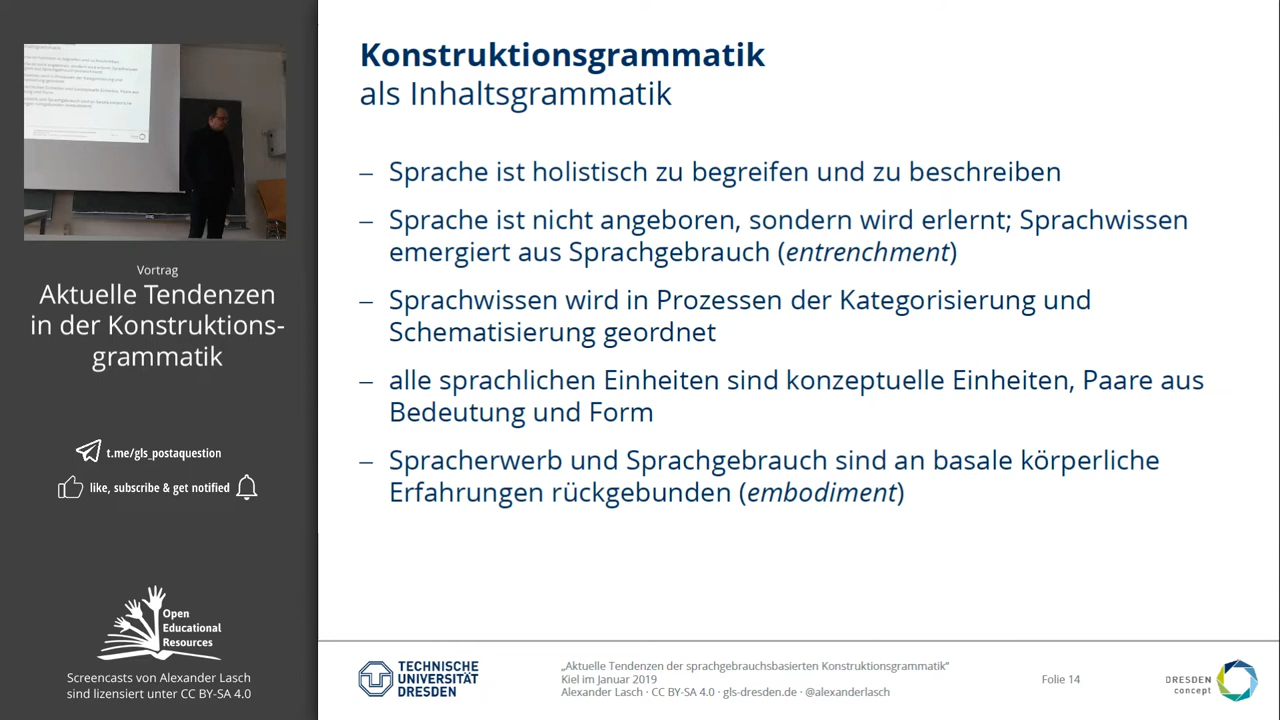 Vortrag
Aktuelle Tendenzen
in der Konstruktions-
grammatik
t.me/gls_postaquestion
like, subscribe & get notified
Open
Educational
Resources
Screencasts von Alexander Lasch
sind lizensiert unter CC BY-SA 4.0
Konstruktionsgrammatik
als Inhaltsgrammatik
– Sprache ist holistisch zu begreifen und zu beschreiben
– Sprache ist nicht angeboren, sondern wird erlernt; Sprachwissen
emergiert aus Sprachgebrauch (entrenchment)
– Sprachwissen wird in Prozessen der Kategorisierung und
Schematisierung geordnet
– alle sprachlichen Einheiten sind konzeptuelle Einheiten, Paare aus
Bedeutung und Form
– Spracherwerb und Sprachgebrauch sind an basale körperliche
Erfahrungen rückgebunden (embodiment)
TECHNISCHE
UNIVERSITÄT
DRESDEN
„Aktuelle Tendenzen der sprachgebrauchsbasierten Konstruktionsgrammatik“
Kiel im Januar 2019
Alexander Lasch · CC BY-SA 4.0 · gls-dresden.de · @alexanderlasch
Folie 14
DRESDEN
concept